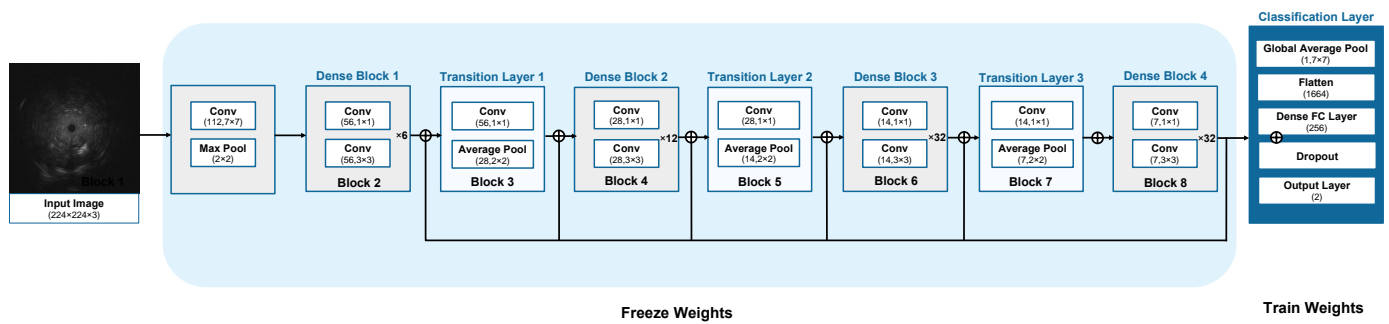 Classification Layer
Global Average Pool
(1,7×7)
Flatten
(1664)
Dense FC Layer
(256)
Dropout
Output Layer
(2)
Block 1
Input Image
(224×224×3)
Conv
(112,7×7)
Max Pool
(2×2)
Dense Block 1
Conv
(56,1×1)
Conv
(56,3×3)
×6
Block 2
Transition Layer 1
Conv
(56,1×1)
Average Pool
(28,2×2)
Block 3
Dense Block 2
Conv
(28,1×1)
Conv
(28,3×3)
×12
Block 4
Transition Layer 2
Conv
(28,1×1)
Average Pool
(14,2×2)
Block 5
Dense Block 3
Conv
(14,1×1)
Conv
(14,3×3)
×32
Block 6
Transition Layer 3
Conv
(14,1×1)
Average Pool
(7,2×2)
Block 7
Dense Block 4
Conv
(7,1×1)
Conv
(7,3×3)
×32
Block 8
Freeze Weights
Train Weights